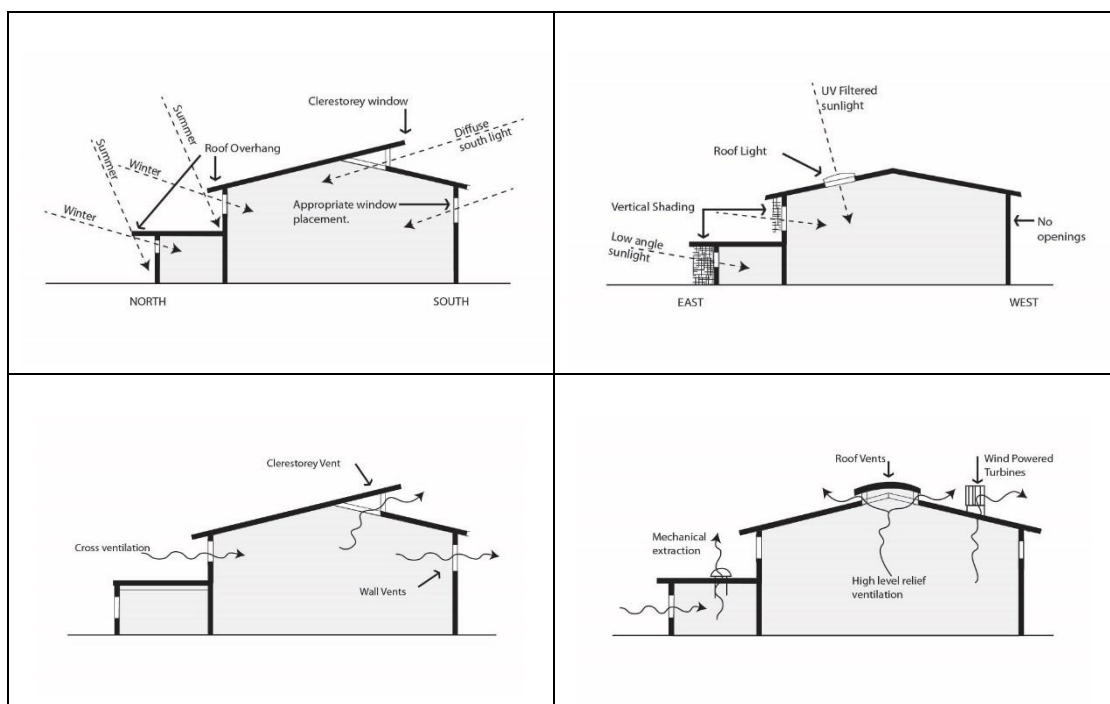 Clerestorey window
Summer
Summer
Roof Overhang
Diffuse
south light
Winter
Winter
Appropriate window
placement.
NORTH
SOUTH
UV Filtered
sunlight
Roof Light
Vertical Shading
No
openings
Low angle
sunlight
EAST
WEST
Clerestorey Vent
Cross ventilation
Wall Vents
Roof Vents
Wind Powered
Turbines
Mechanical
extraction
High level relief
ventilation